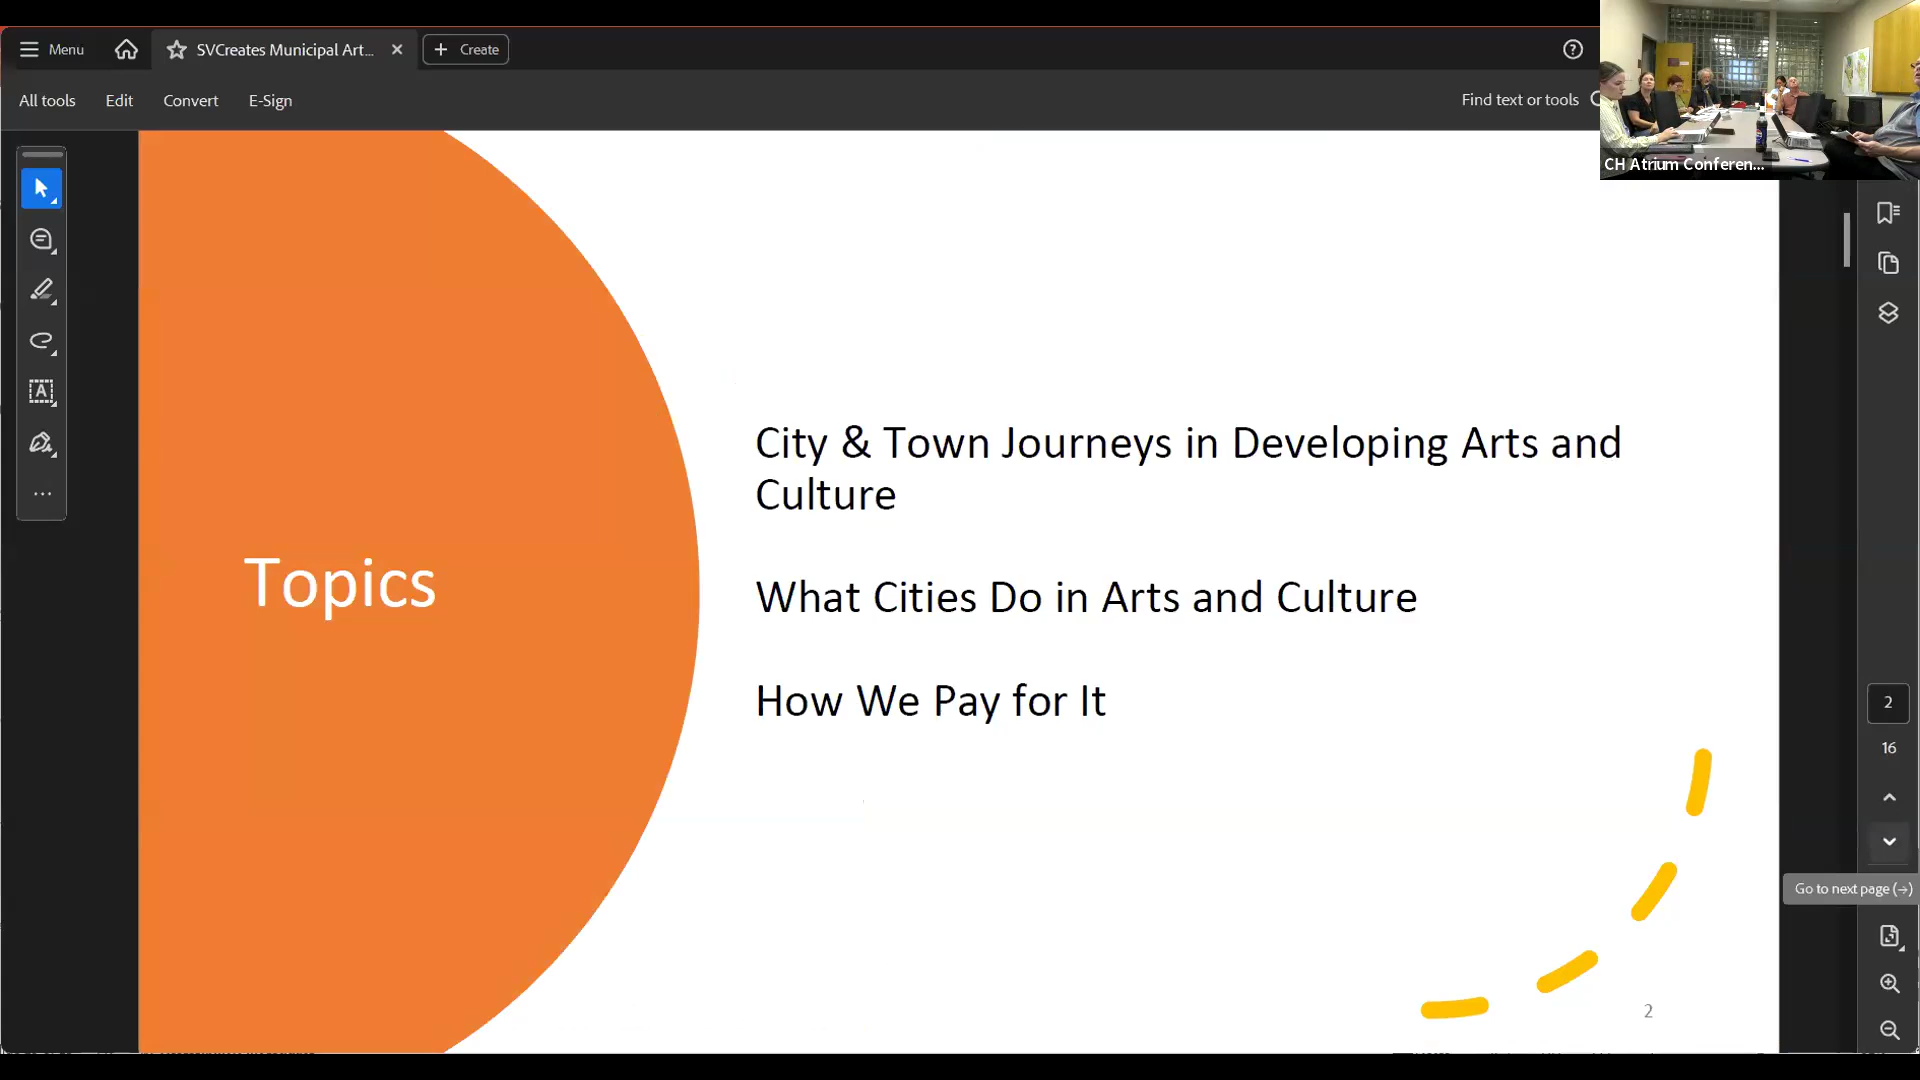 Menu
SVCreates Municipal Art...
Create
All tools
Edit
Convert
E-Sign
Find text or tools
CH Atrium Conferen...
Topics
City & Town Journeys in Developing Arts and
Culture
What Cities Do in Arts and Culture
How We Pay for It
2
2
16
Go to next page (→)